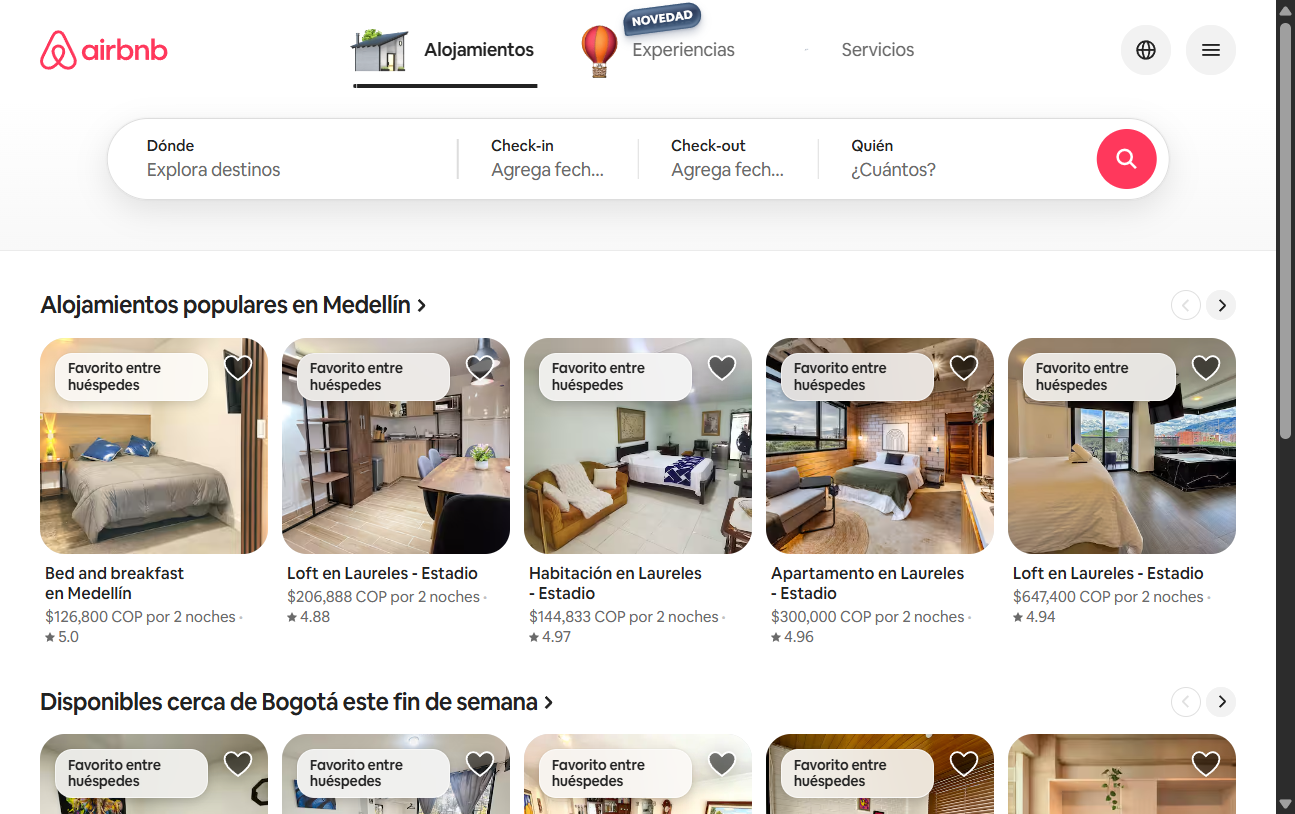 airbnb
Alojamientos
NOVEDAD
Experiencias
Servicios
Dónde
Explora destinos
Check-in
Agrega fech...
Check-out
Agrega fech...
Quién
¿Cuántos?
Alojamientos populares en Medellín
Favorito entre
huéspedes
Favorito entre
huéspedes
Favorito entre
huéspedes
Favorito entre
huéspedes
Favorito entre
huéspedes
Bed and breakfast
en Medellín
$126,800 COP por 2 noches ·
★ 5.0
Loft en Laureles - Estadio
$206,888 COP por 2 noches ·
★ 4.88
Habitación en Laureles
- Estadio
$144,833 COP por 2 noches ·
★ 4.97
Apartamento en Laureles
- Estadio
$300,000 COP por 2 noches ·
★ 4.96
Loft en Laureles - Estadio
$647,400 COP por 2 noches ·
★ 4.94
Disponibles cerca de Bogotá este fin de semana
Favorito entre
huéspedes
Favorito entre
huéspedes
Favorito entre
huéspedes
Favorito entre
huéspedes